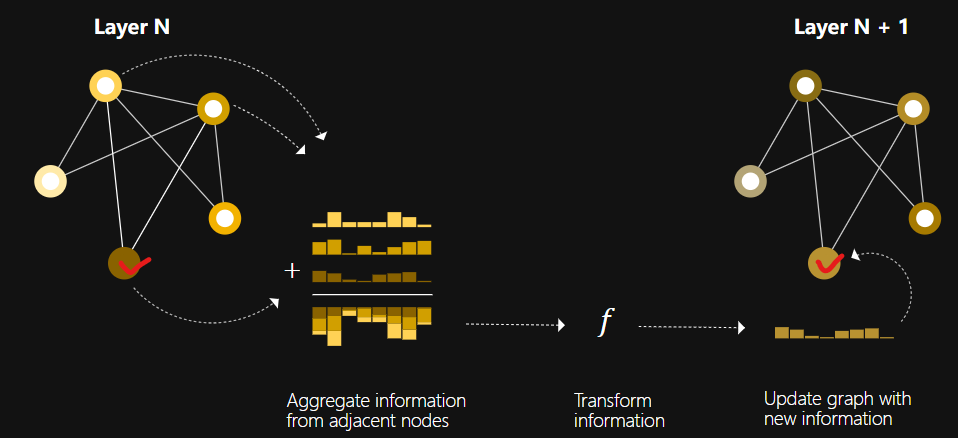 Layer N
Layer N + 1
+
f
Aggregate information
from adjacent nodes
Transform
information
Update graph with
new information